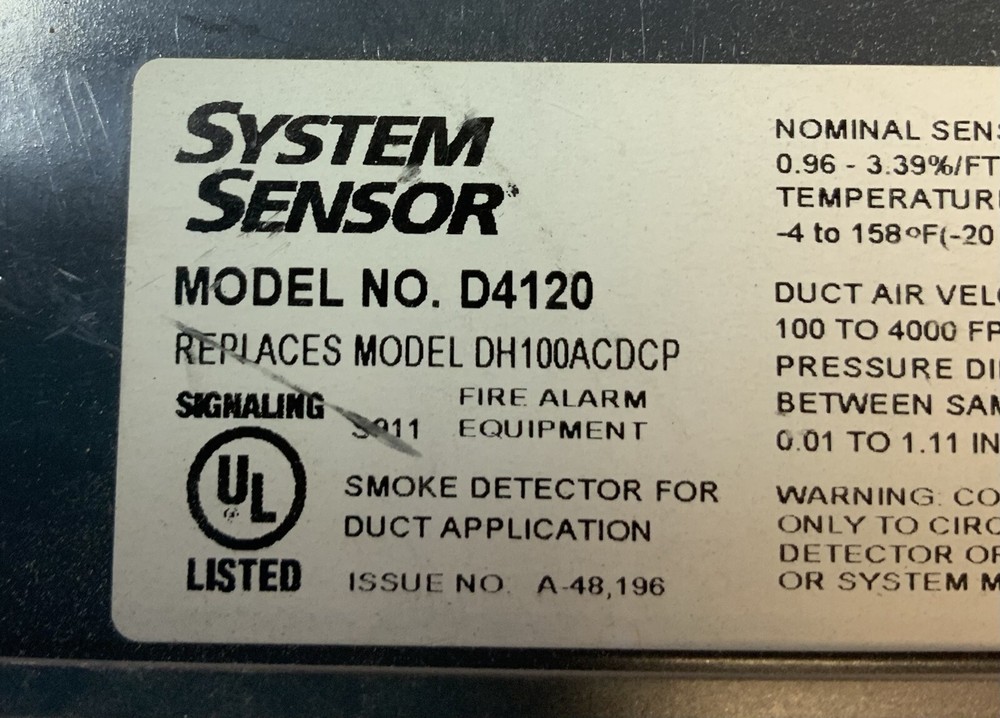 SYSTEM
SENSOR
MODEL NO. D4120
REPLACES MODEL DH100ACDCP
SIGNALING
FIRE ALARM
S911 EQUIPMENT
UL
LISTED
SMOKE DETECTOR FOR
DUCT APPLICATION
ISSUE NO. A-48,196
NOMINAL SENS
0.96 - 3.39%/FT
TEMPERATUR
-4 to 158°F(-20
DUCT AIR VELO
100 TO 4000 FP
PRESSURE DI
BETWEEN SAM
0.01 TO 1.11 IN
WARNING: CO
ONLY TO CIRC
DETECTOR OF
OR SYSTEM M